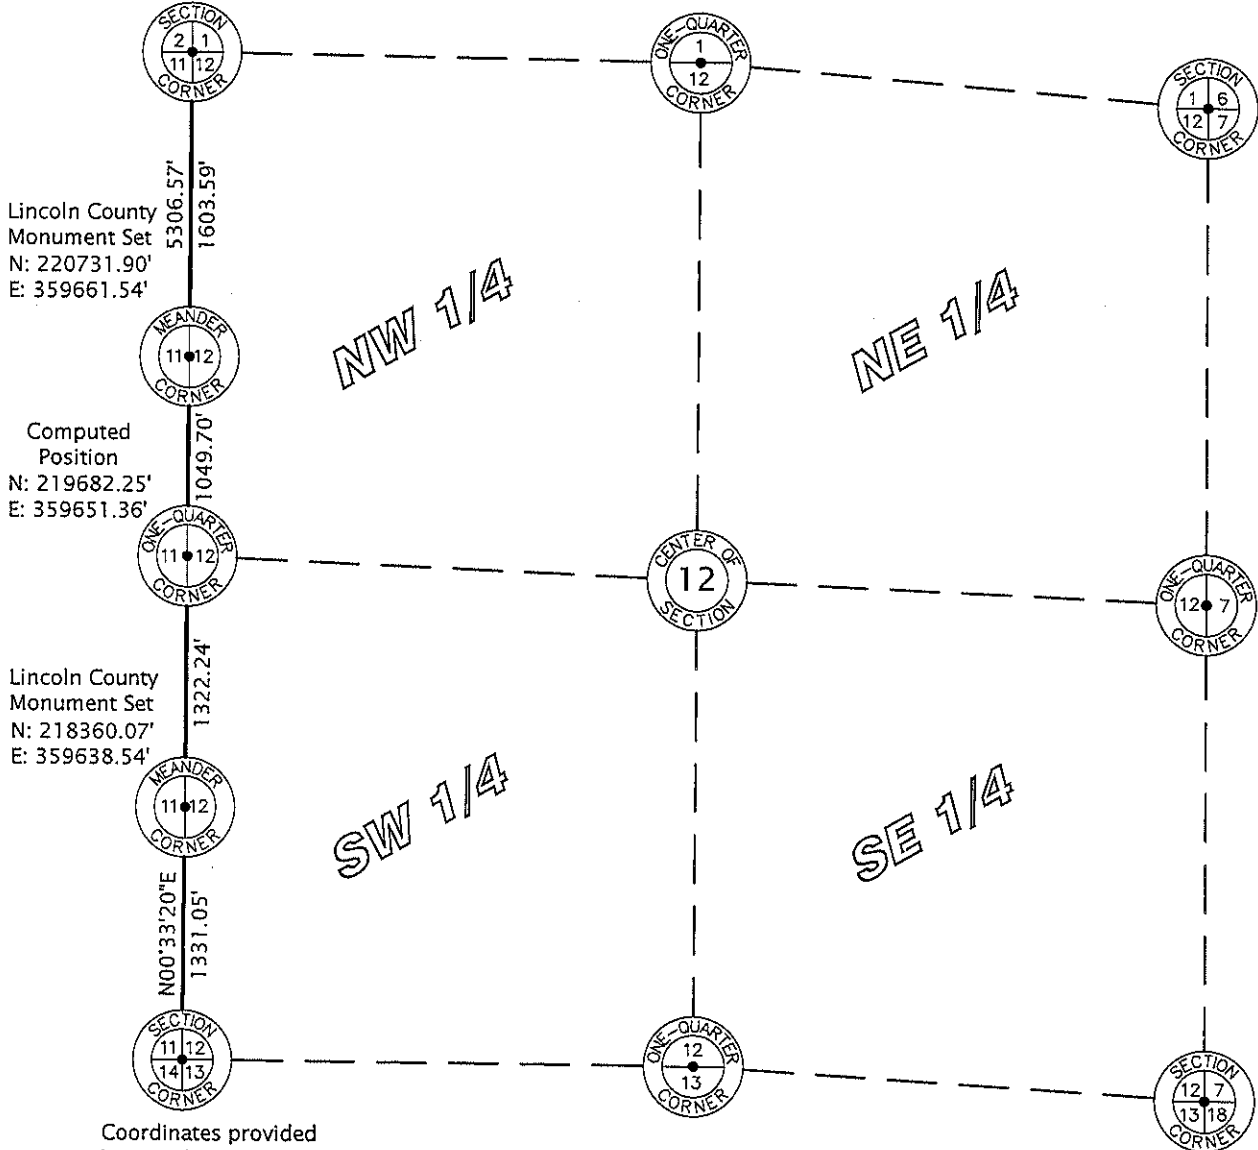 SECTION
2 1
11 12
CORNER
ONE-QUARTER
1
12
CORNER
SECTION
1 6
12 7
CORNER
5306.57'
1603.59'
Lincoln County
Monument Set
N: 220731.90'
E: 359661.54'
MEANDER
11 12
CORNER
NW 1/4
NE 1/4
Computed
Position
N: 219682.25'
E: 359651.36'
1049.70'
ONE-QUARTER
11 12
CORNER
CENTER OF
12
SECTION
ONE-QUARTER
12 7
CORNER
Lincoln County
Monument Set
N: 218360.07'
E: 359638.54'
1322.24'
MEANDER
11 12
CORNER
SW 1/4
SE 1/4
N00°33'20"E
1331.05'
SECTION
11 12
14 13
CORNER
ONE-QUARTER
12
13
CORNER
SECTION
12 7
13 18
CORNER
Coordinates provided